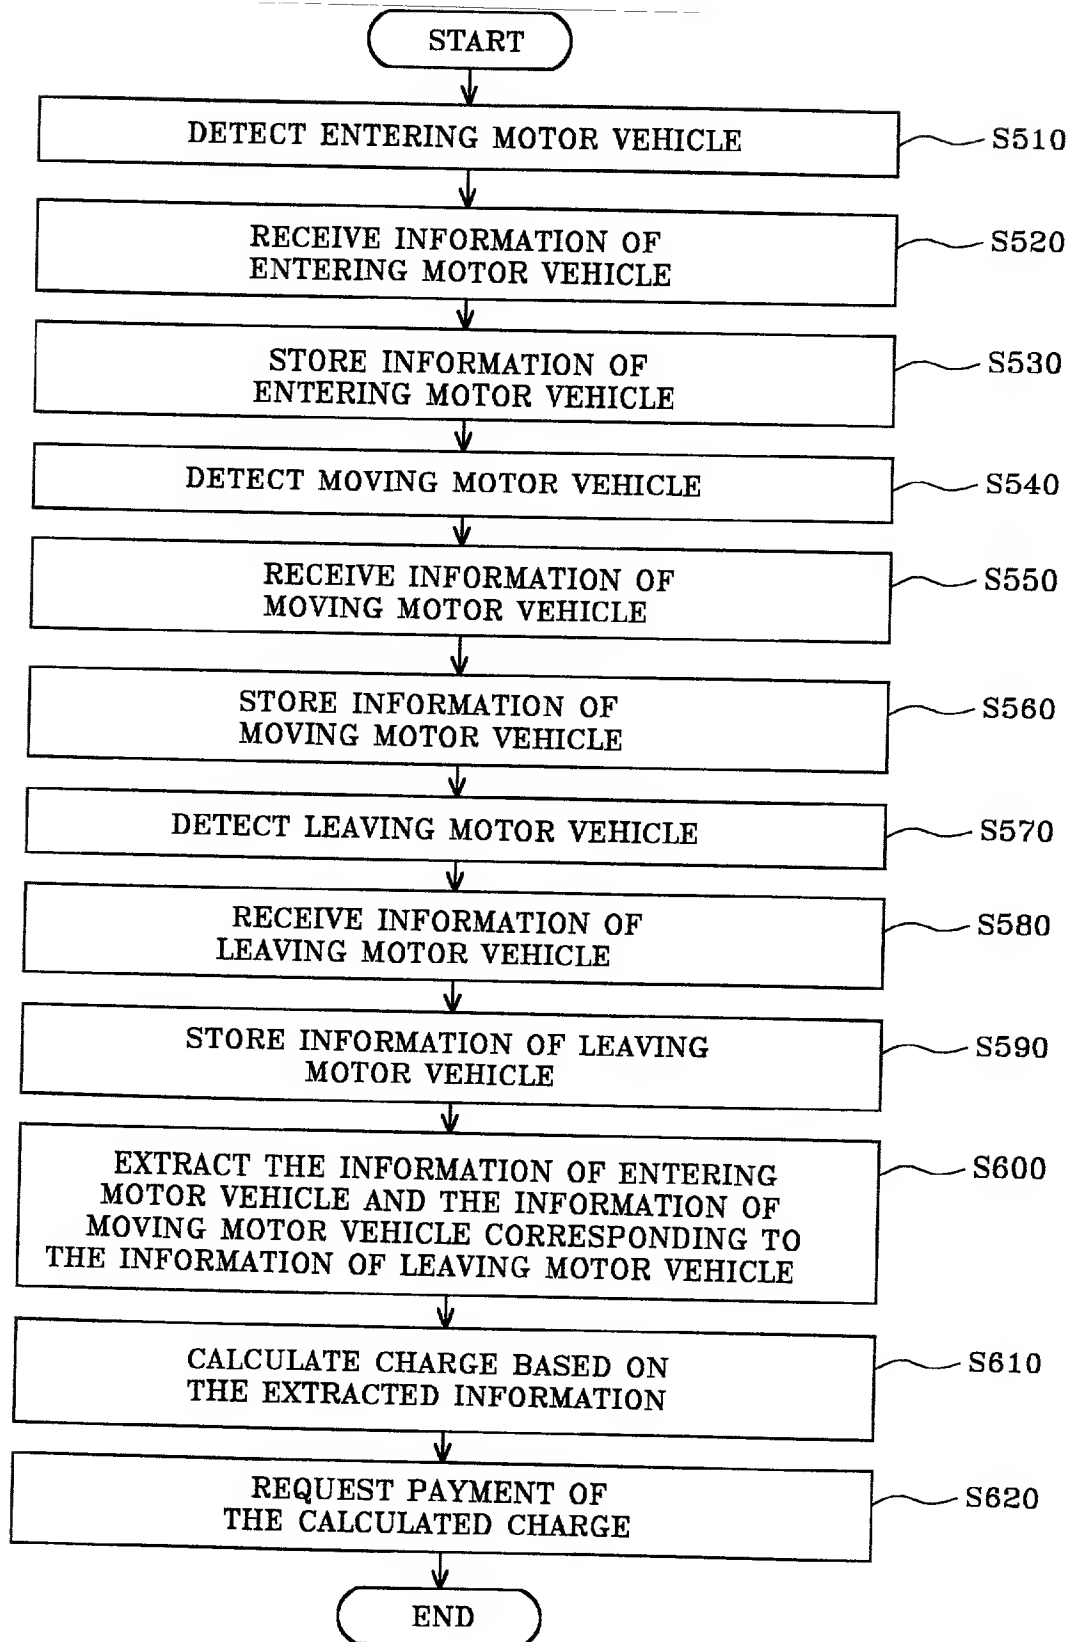 START
DETECT ENTERING MOTOR VEHICLE
S510
RECEIVE INFORMATION OF
ENTERING MOTOR VEHICLE
S520
STORE INFORMATION OF
ENTERING MOTOR VEHICLE
S530
DETECT MOVING MOTOR VEHICLE
S540
RECEIVE INFORMATION OF
MOVING MOTOR VEHICLE
S550
STORE INFORMATION OF
MOVING MOTOR VEHICLE
S560
DETECT LEAVING MOTOR VEHICLE
S570
RECEIVE INFORMATION OF
LEAVING MOTOR VEHICLE
S580
STORE INFORMATION OF LEAVING
MOTOR VEHICLE
S590
EXTRACT THE INFORMATION OF ENTERING
MOTOR VEHICLE AND THE INFORMATION OF
MOVING MOTOR VEHICLE CORRESPONDING TO
THE INFORMATION OF LEAVING MOTOR VEHICLE
S600
CALCULATE CHARGE BASED ON
THE EXTRACTED INFORMATION
S610
REQUEST PAYMENT OF
THE CALCULATED CHARGE
S620
END